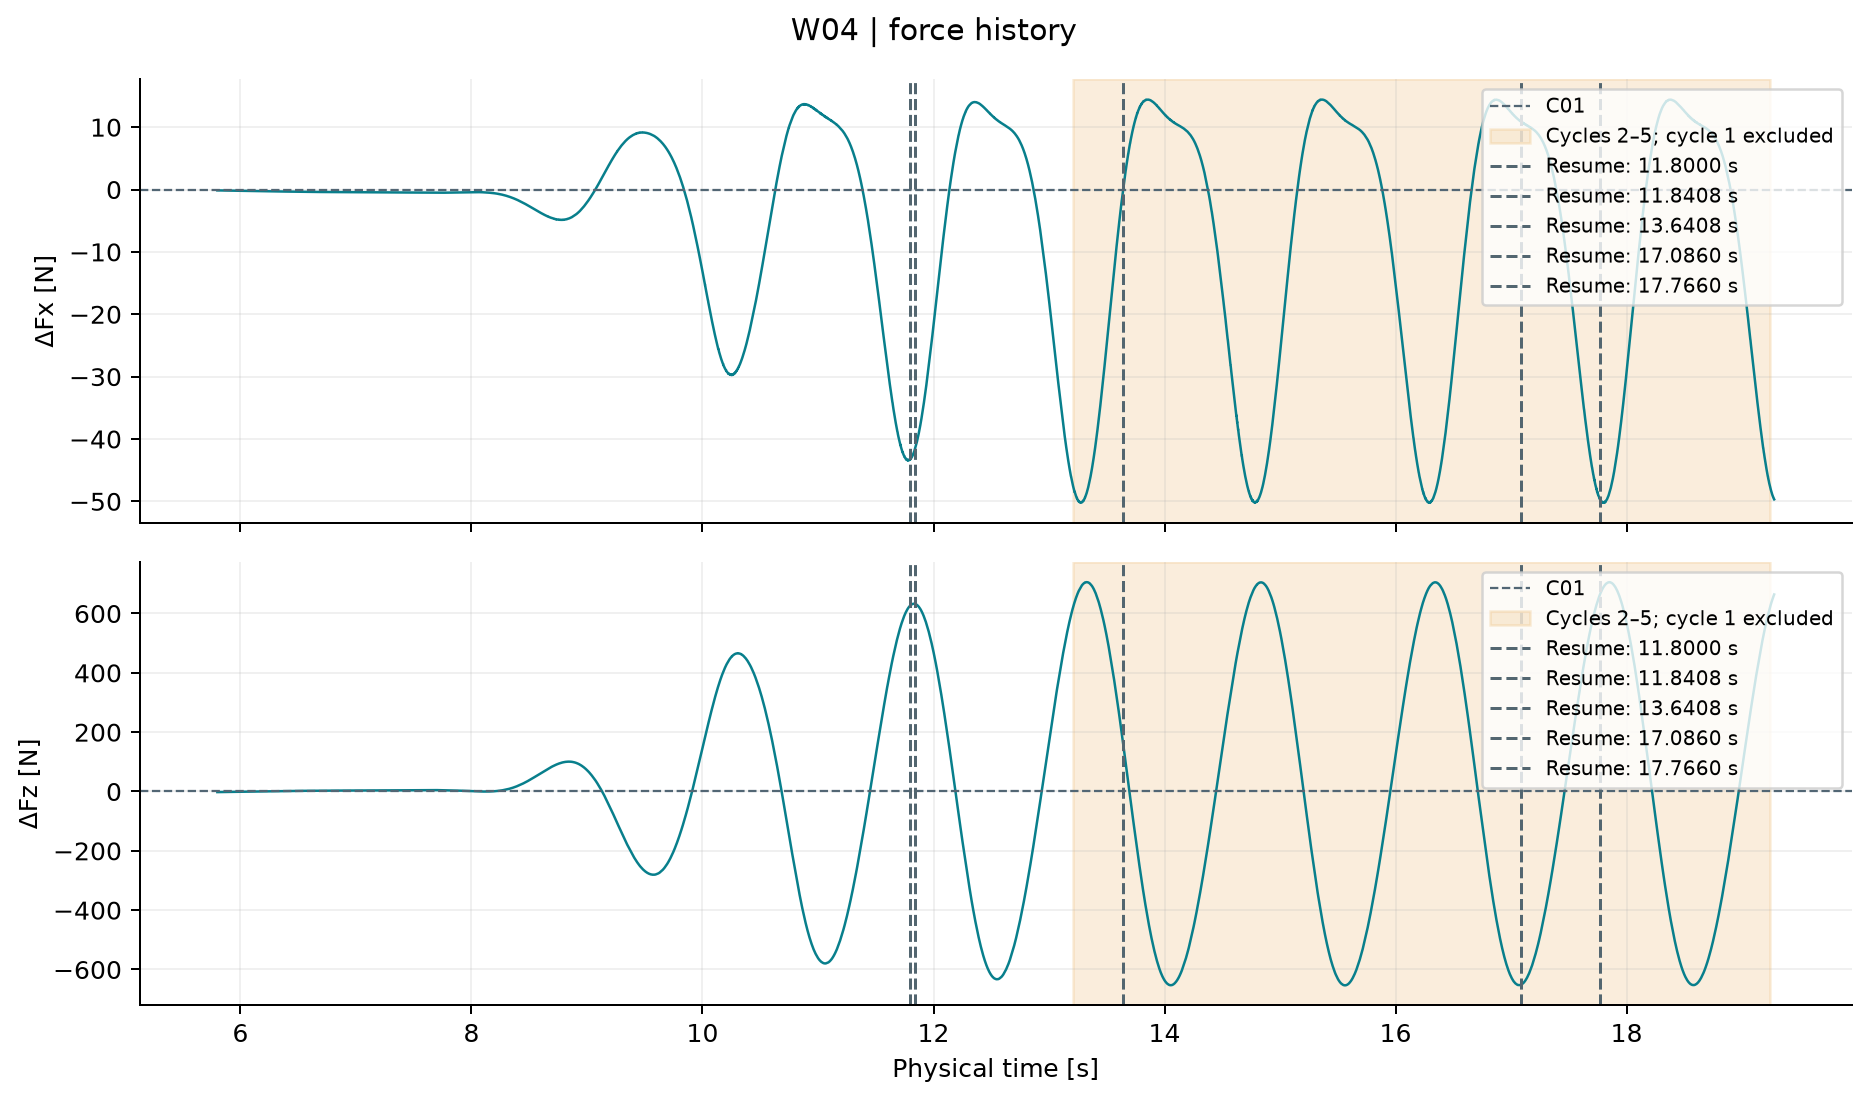 W04 | force history
10
0
−10
−20
−30
−40
−50
ΔFx [N]
C01
Cycles 2–5; cycle 1 excluded
Resume: 11.8000 s
Resume: 11.8408 s
Resume: 13.6408 s
Resume: 17.0860 s
Resume: 17.7660 s
600
400
200
0
−200
−400
−600
ΔFz [N]
C01
Cycles 2–5; cycle 1 excluded
Resume: 11.8000 s
Resume: 11.8408 s
Resume: 13.6408 s
Resume: 17.0860 s
Resume: 17.7660 s
6 8 10 12 14 16 18
Physical time [s]